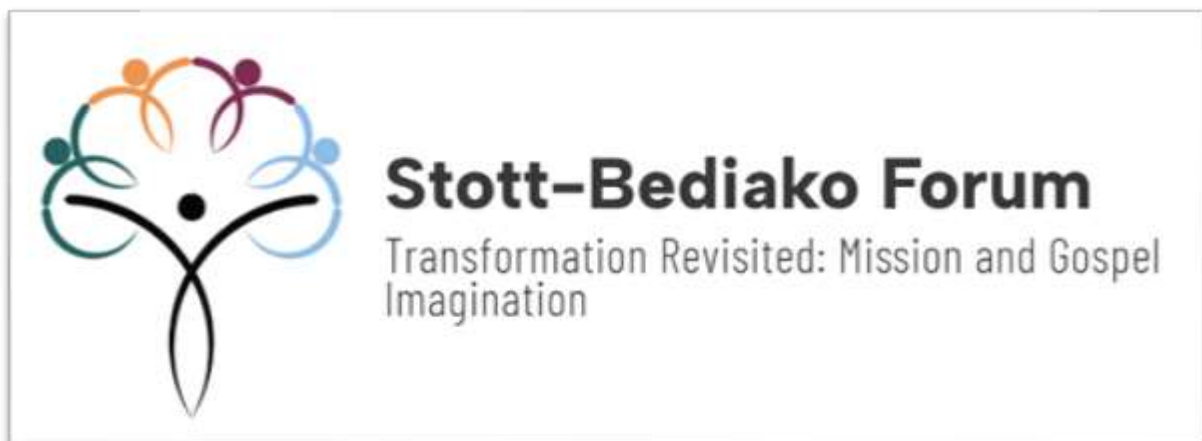 Stott–Bediako Forum
Transformation Revisited: Mission and Gospel
Imagination